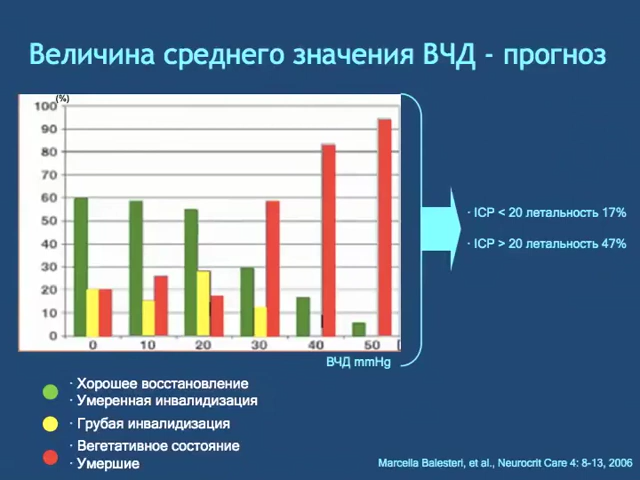 Величина среднего значения ВЧД - прогноз
(%)
100
90
80
70
60
50
40
30
20
10
0
0 10 20 30 40 50
ВЧД mmHg
· ICP < 20 летальность 17%
· ICP > 20 летальность 47%
· Хорошее восстановление
· Умеренная инвалидизация
· Грубая инвалидизация
· Вегетативное состояние
· Умершие
Marcella Balesteri, et al., Neurocrit Care 4: 8-13, 2006